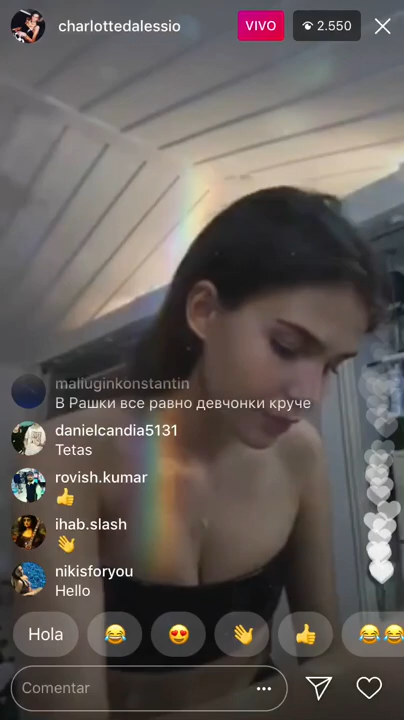 charlottedalessio
VIVO
2.550
maliuginkonstantin
В Рашки все равно девчонки круче
danielcandia5131
Tetas
rovish.kumar
👍
ihab.slash
👋
nikisforyou
Hello
Hola 😂 😍 👋 👍 😂😂
Comentar